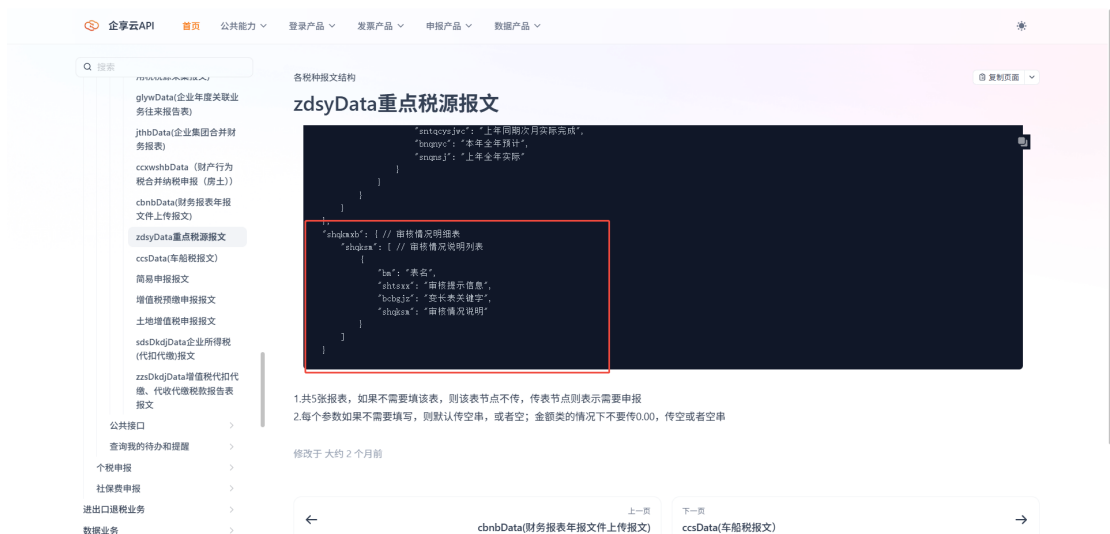 企享云API
首页
公共能力
登录产品
发票产品
申报产品
数据产品
搜索
glywData(企业年度关联业
务往来报告表)
jthbData(企业集团合并财
务报表)
ccxwshbData（财产行为
税合并纳税申报（房土））
cbnbData(财务报表年报
文件上传报文)
zdsyData重点税源报文
ccsData(车船税报文）
简易申报报文
增值税预缴申报报文
土地增值税申报报文
sdsDkdjData企业所得税
(代扣代缴)报文
zzsDkdjData增值税代扣代
缴、代收代缴税款报告表
报文
公共接口
查询我的待办和提醒
个税申报
社保费申报
进出口退税业务
数据业务
各税种报文结构
复制页面
zdsyData重点税源报文
"sntqcysjwc": "上年同期次月实际完成",
"bnqnyc": "本年全年预计",
"snqnsj": "上年全年实际"
}
]
}
]
},
"shqkmxb": { // 审核情况明细表
"shqksm": [ // 审核情况说明列表
{
"bm": "表名",
"shtsxx": "审核提示信息",
"bcbgjz": "变长表关键字",
"shqksm": "审核情况说明"
}
]
}
1.共5张报表，如果不需要填该表，则该表节点不传，传表节点则表示需要申报
2.每个参数如果不需要填写，则默认传空串，或者空；金额类的情况下不要传0.00，传空或者空串
修改于 大约 2 个月前
上一页
cbnbData(财务报表年报文件上传报文)
下一页
ccsData(车船税报文）